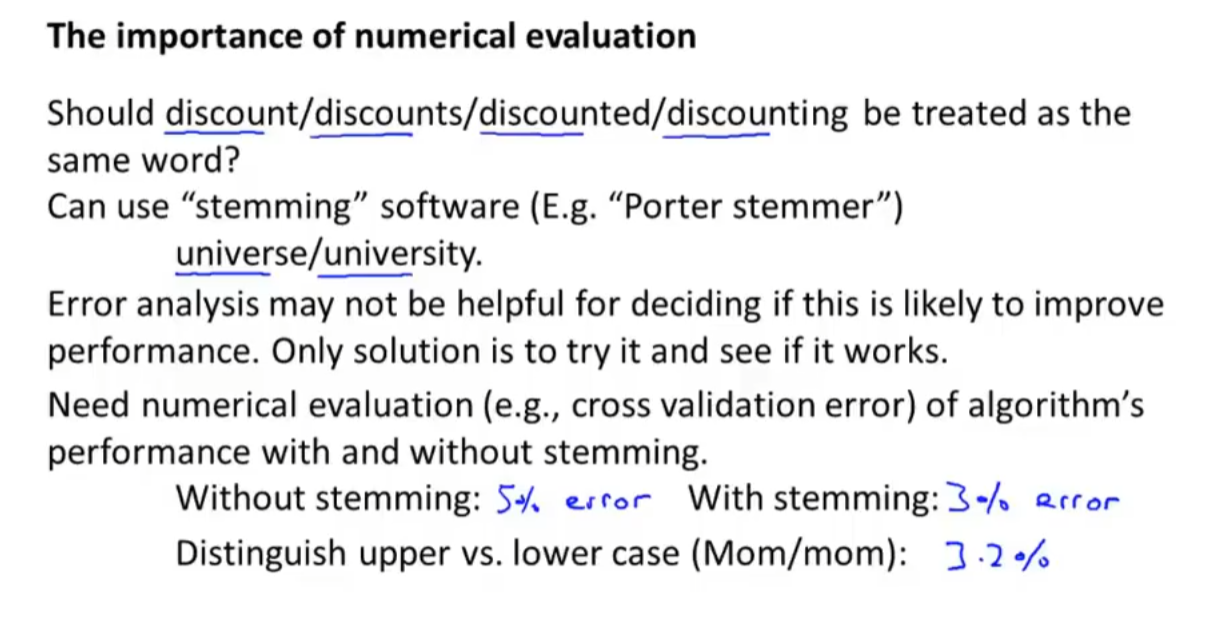 The importance of numerical evaluation
Should discount/discounts/discounted/discounting be treated as the
same word?
Can use “stemming” software (E.g. “Porter stemmer”)
universe/university.
Error analysis may not be helpful for deciding if this is likely to improve
performance. Only solution is to try it and see if it works.
Need numerical evaluation (e.g., cross validation error) of algorithm’s
performance with and without stemming.
Without stemming: 5% error With stemming: 3% error
Distinguish upper vs. lower case (Mom/mom): 3.2%